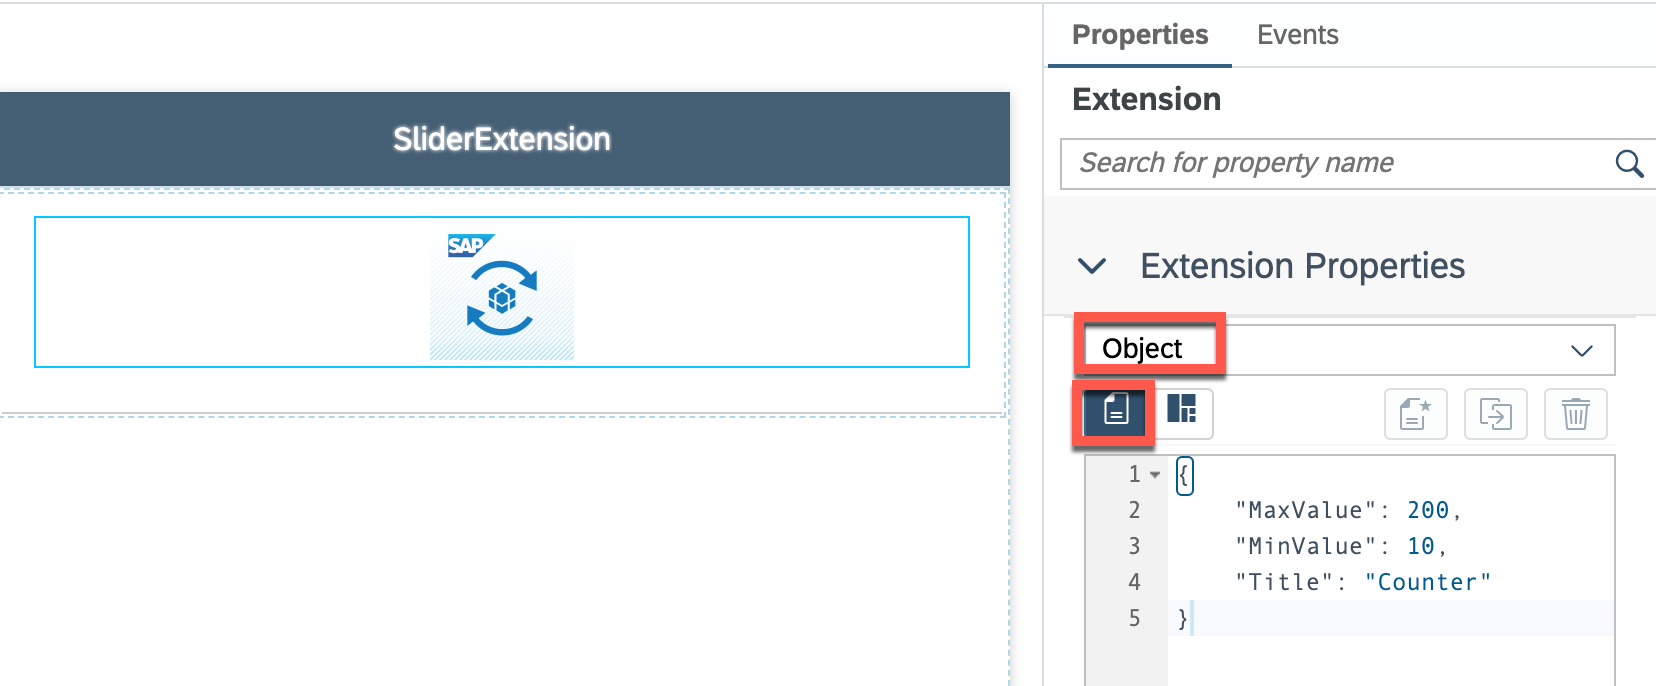 Properties Events
Extension
Search for property name
SliderExtension
SAP
Extension Properties
Object
1 {
2 "MaxValue": 200,
3 "MinValue": 10,
4 "Title": "Counter"
5 }